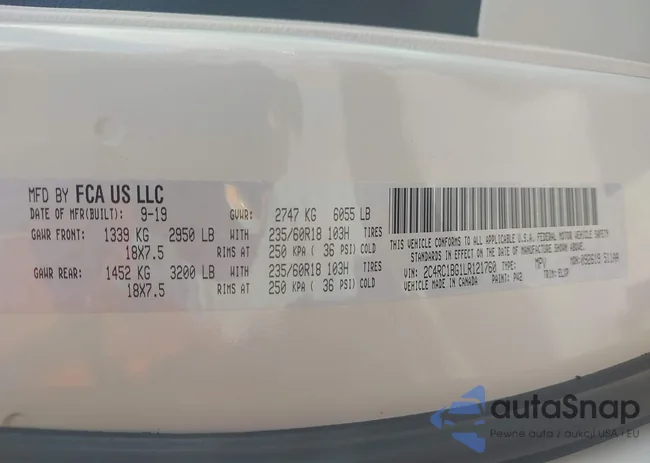 MFD BY FCA US LLC
DATE OF MFR(BUILT): 9-19 GVWR: 2747 KG 6055 LB
GAWR FRONT: 1339 KG 2950 LB WITH 235/60R18 103H TIRES
18X7.5 RIMS AT 250 KPA ( 36 PSI) COLD
GAWR REAR: 1452 KG 3200 LB WITH 235/60R18 103H TIRES
18X7.5 RIMS AT 250 KPA ( 36 PSI) COLD
THIS VEHICLE CONFORMS TO ALL APPLICABLE U.S.A. FEDERAL MOTOR VEHICLE SAFETY
STANDARDS IN EFFECT ON THE DATE OF MANUFACTURE SHOWN ABOVE.
VIN: 2C4RC1BG1LR121760 MPV
VEHICLE MADE IN CANADA PAINT: TRIM:
autaSnap
Pewne auta z aukcji USA i EU